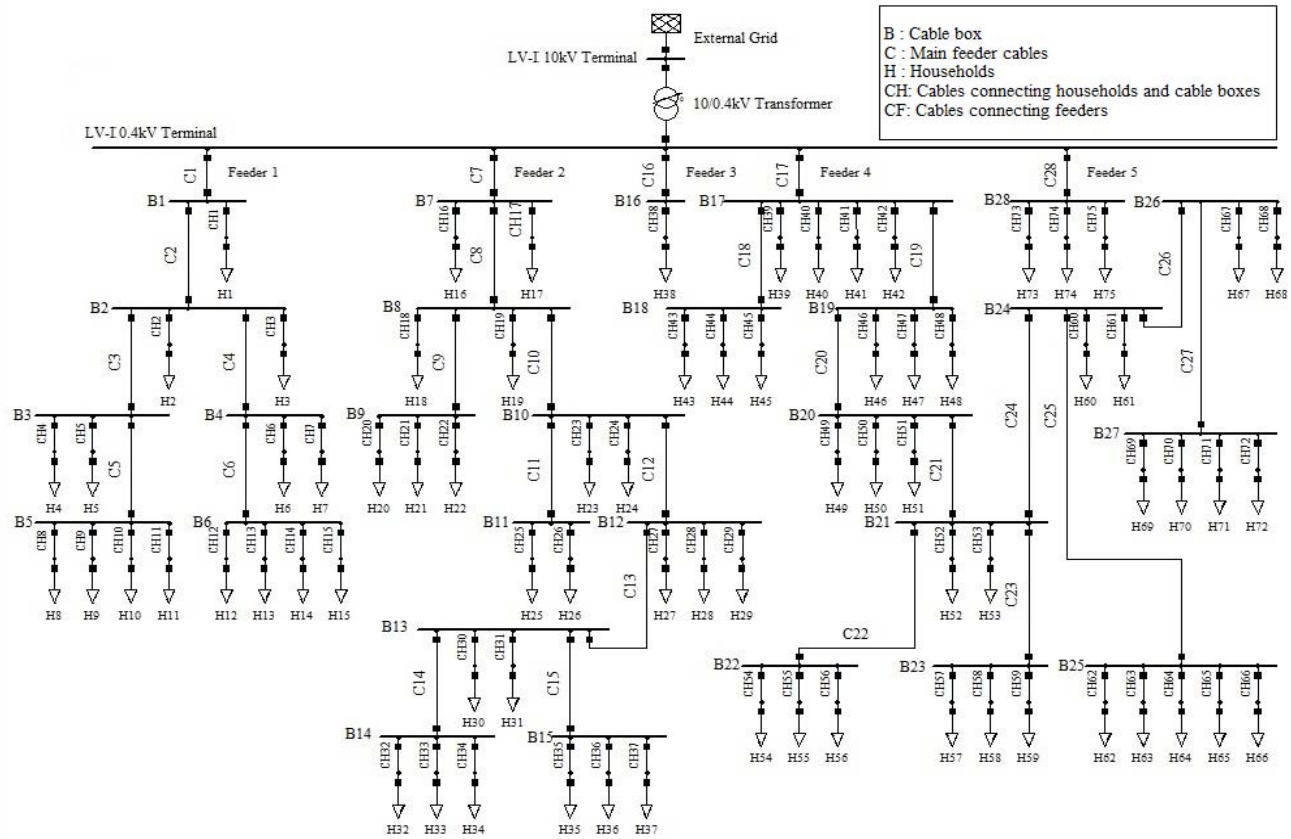 External Grid
LV-I 10kV Terminal
10/0.4kV Transformer
B : Cable box
C : Main feeder cables
H : Households
CH: Cables connecting households and cable boxes
CF: Cables connecting feeders
LV-I 0.4kV Terminal
C1 Feeder 1 C7 Feeder 2 C16 Feeder 3 C17 Feeder 4 C28 Feeder 5
B1 B7 B16 B17 B28 B26
CH1 CH16 CH17 CH38 CH39 CH40 CH41 CH42 CH73 CH74 CH75 CH67 CH68
C2 C8 C18 C19 C26
H1 H16 H17 H38 H39 H40 H41 H42 H73 H74 H75 H67 H68
B2 B8 B18 B19 B24
CH2 CH3 CH18 CH19 CH43 CH44 CH45 CH46 CH47 CH48 CH60 CH61
C3 C4 C9 C10 C20 C24 C25 C27
H2 H3 H18 H19 H43 H44 H45 H46 H47 H48 H60 H61
B3 B4 B9 B10 B20 B27
CH4 CH5 CH6 CH7 CH20 CH21 CH22 CH23 CH24 CH49 CH50 CH51 CH69 CH70 CH71 CH72
C5 C6 C11 C12 C21
H4 H5 H6 H7 H20 H21 H22 H23 H24 H49 H50 H51 H69 H70 H71 H72
B5 B6 B11 B12 B21
CH8 CH9 CH10 CH11 CH12 CH13 CH14 CH15 CH25 CH26 CH27 CH28 CH29 CH52 CH53
C13 C23
H8 H9 H10 H11 H12 H13 H14 H15 H25 H26 H27 H28 H29 H52 H53
B13 C22
CH30 CH31
C14 C15
B22 B23 B25
CH54 CH55 CH56 CH57 CH58 CH59 CH62 CH63 CH64 CH65 CH66
H30 H31
B14 B15
CH32 CH33 CH34 CH35 CH36 CH37
H54 H55 H56 H57 H58 H59 H62 H63 H64 H65 H66
H32 H33 H34 H35 H36 H37